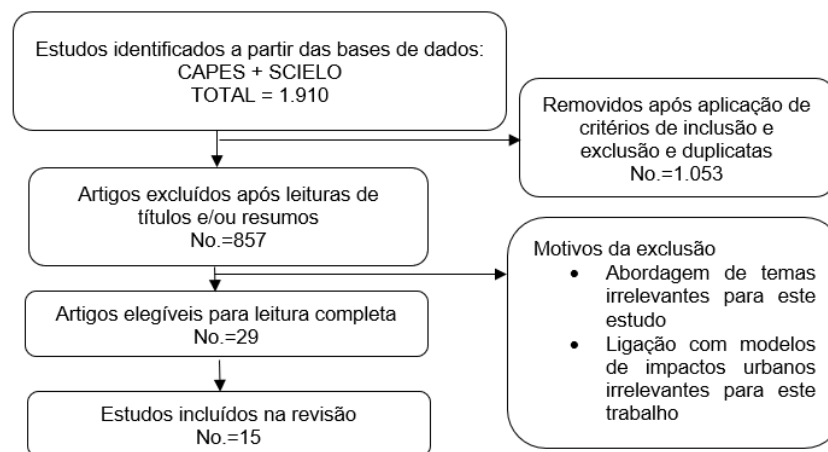 Estudos identificados a partir das bases de dados:
CAPES + SCIELO
TOTAL = 1.910
Removidos após aplicação de
critérios de inclusão e
exclusão e duplicatas
No.=1.053
Artigos excluídos após leituras de
títulos e/ou resumos
No.=857
Motivos da exclusão
• Abordagem de temas
irrelevantes para este
estudo
• Ligação com modelos
de impactos urbanos
irrelevantes para este
trabalho
Artigos elegíveis para leitura completa
No.=29
Estudos incluídos na revisão
No.=15